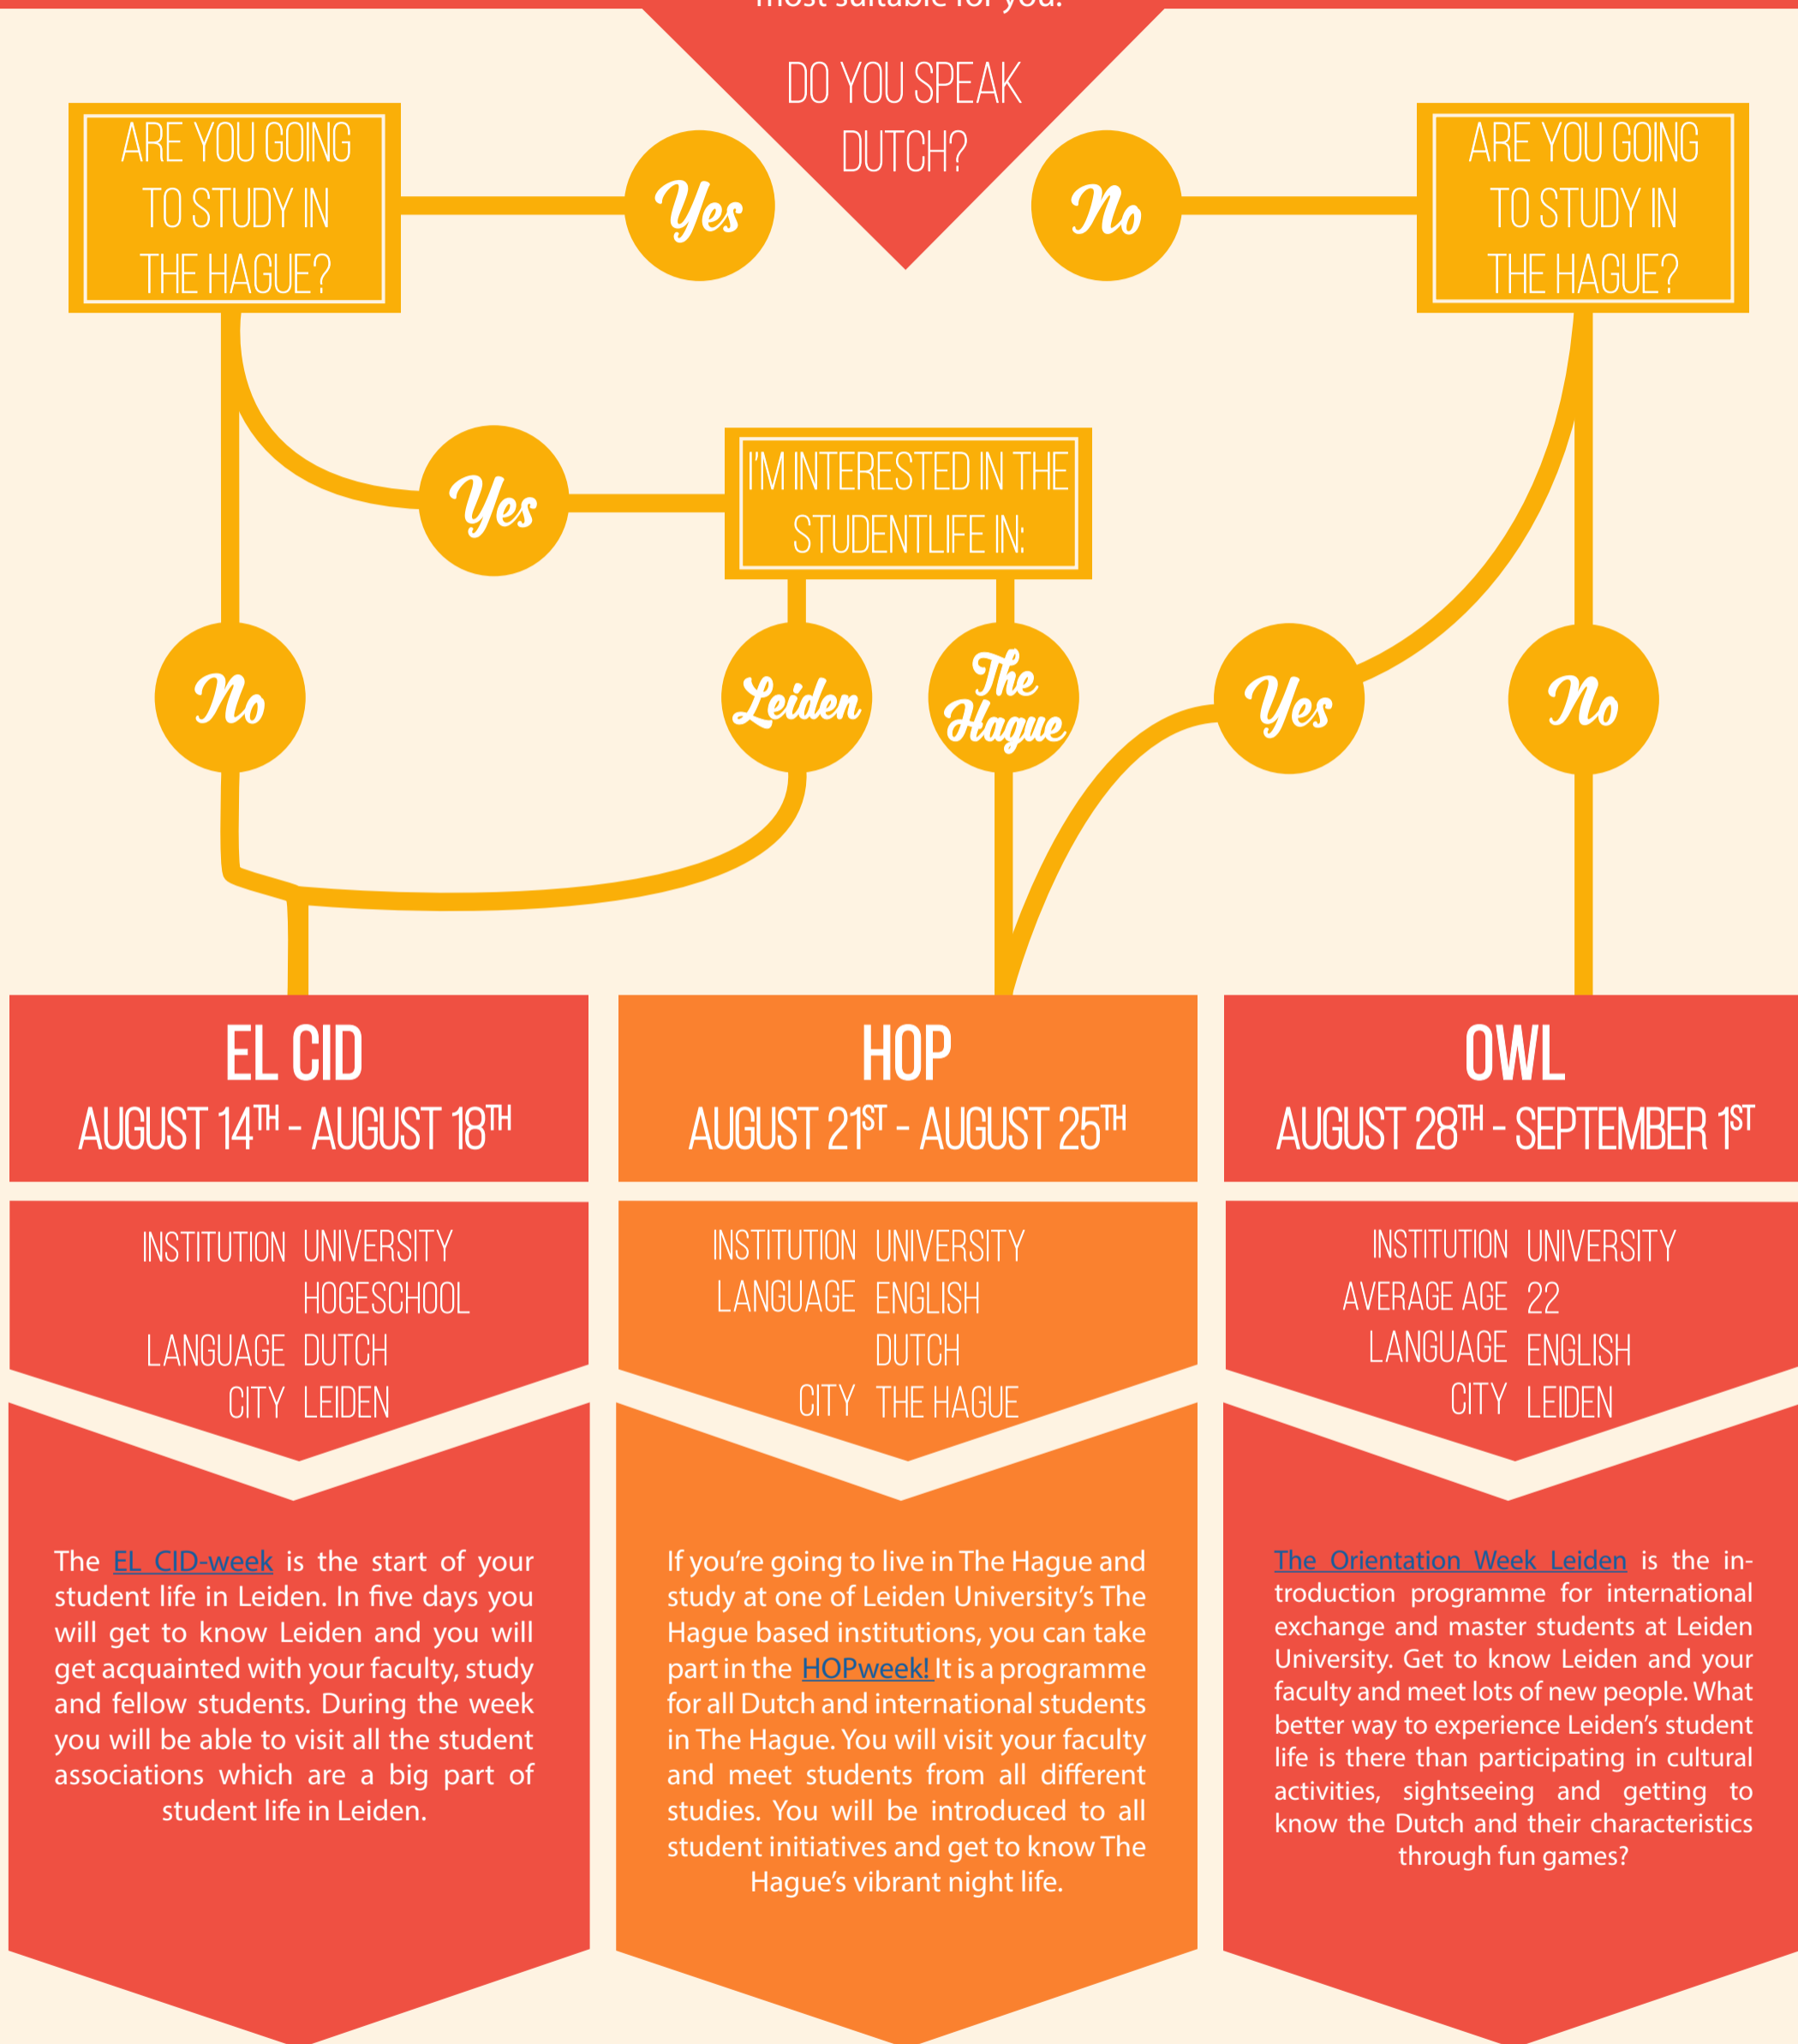 most suitable for you.
DO YOU SPEAK
DUTCH?
ARE YOU GOING
TO STUDY IN
THE HAGUE?
Yes
No
ARE YOU GOING
TO STUDY IN
THE HAGUE?
Yes
I'M INTERESTED IN THE
STUDENTLIFE IN:
No
Leiden
The
Hague
Yes
No
EL CID
AUGUST 14TH - AUGUST 18TH
INSTITUTION UNIVERSITY
HOGESCHOOL
LANGUAGE DUTCH
CITY LEIDEN
The EL CID-week is the start of your
student life in Leiden. In five days you
will get to know Leiden and you will
get acquainted with your faculty, study
and fellow students. During the week
you will be able to visit all the student
associations which are a big part of
student life in Leiden.
HOP
AUGUST 21ST - AUGUST 25TH
INSTITUTION UNIVERSITY
LANGUAGE ENGLISH
DUTCH
CITY THE HAGUE
If you're going to live in The Hague and
study at one of Leiden University's The
Hague based institutions, you can take
part in the HOPweek! It is a programme
for all Dutch and international students
in The Hague. You will visit your faculty
and meet students from all different
studies. You will be introduced to all
student initiatives and get to know The
Hague's vibrant night life.
OWL
AUGUST 28TH - SEPTEMBER 1ST
INSTITUTION UNIVERSITY
AVERAGE AGE 22
LANGUAGE ENGLISH
CITY LEIDEN
The Orientation Week Leiden is the in-
troduction programme for international
exchange and master students at Leiden
University. Get to know Leiden and your
faculty and meet lots of new people. What
better way to experience Leiden's student
life is there than participating in cultural
activities, sightseeing and getting to
know the Dutch and their characteristics
through fun games?